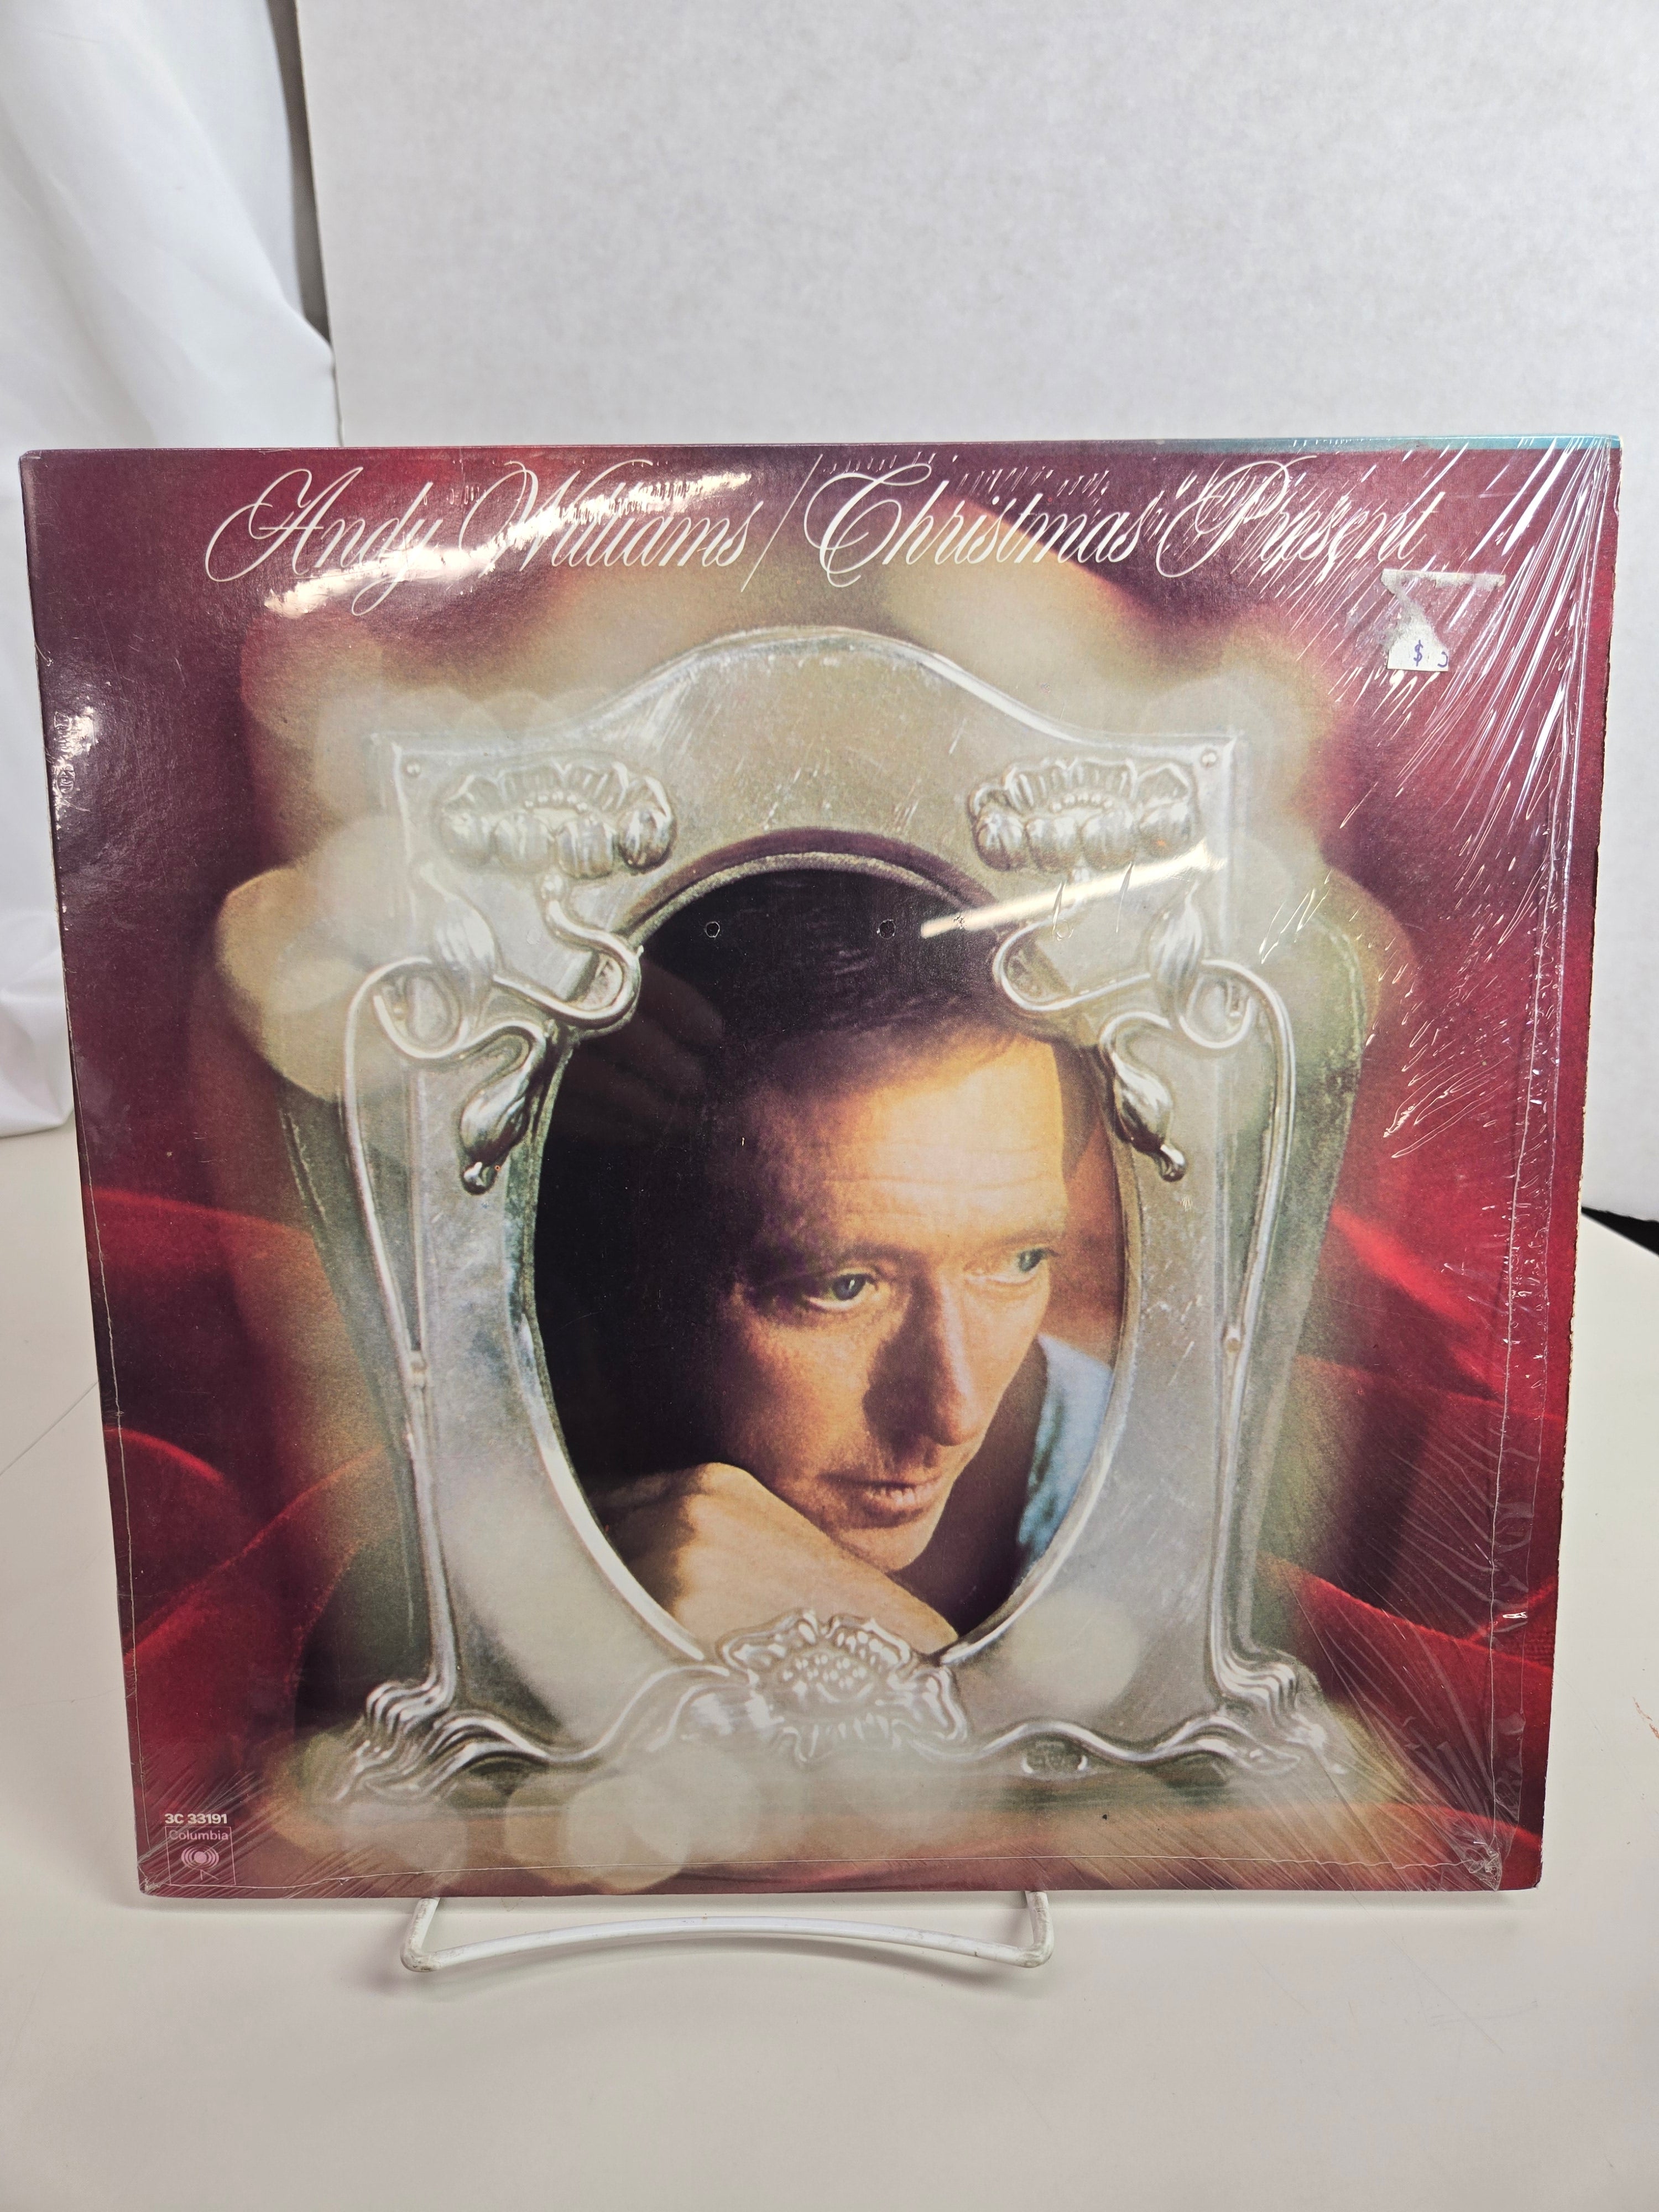 Andy Williams/Christmas Present
$
3C 33191
Columbia